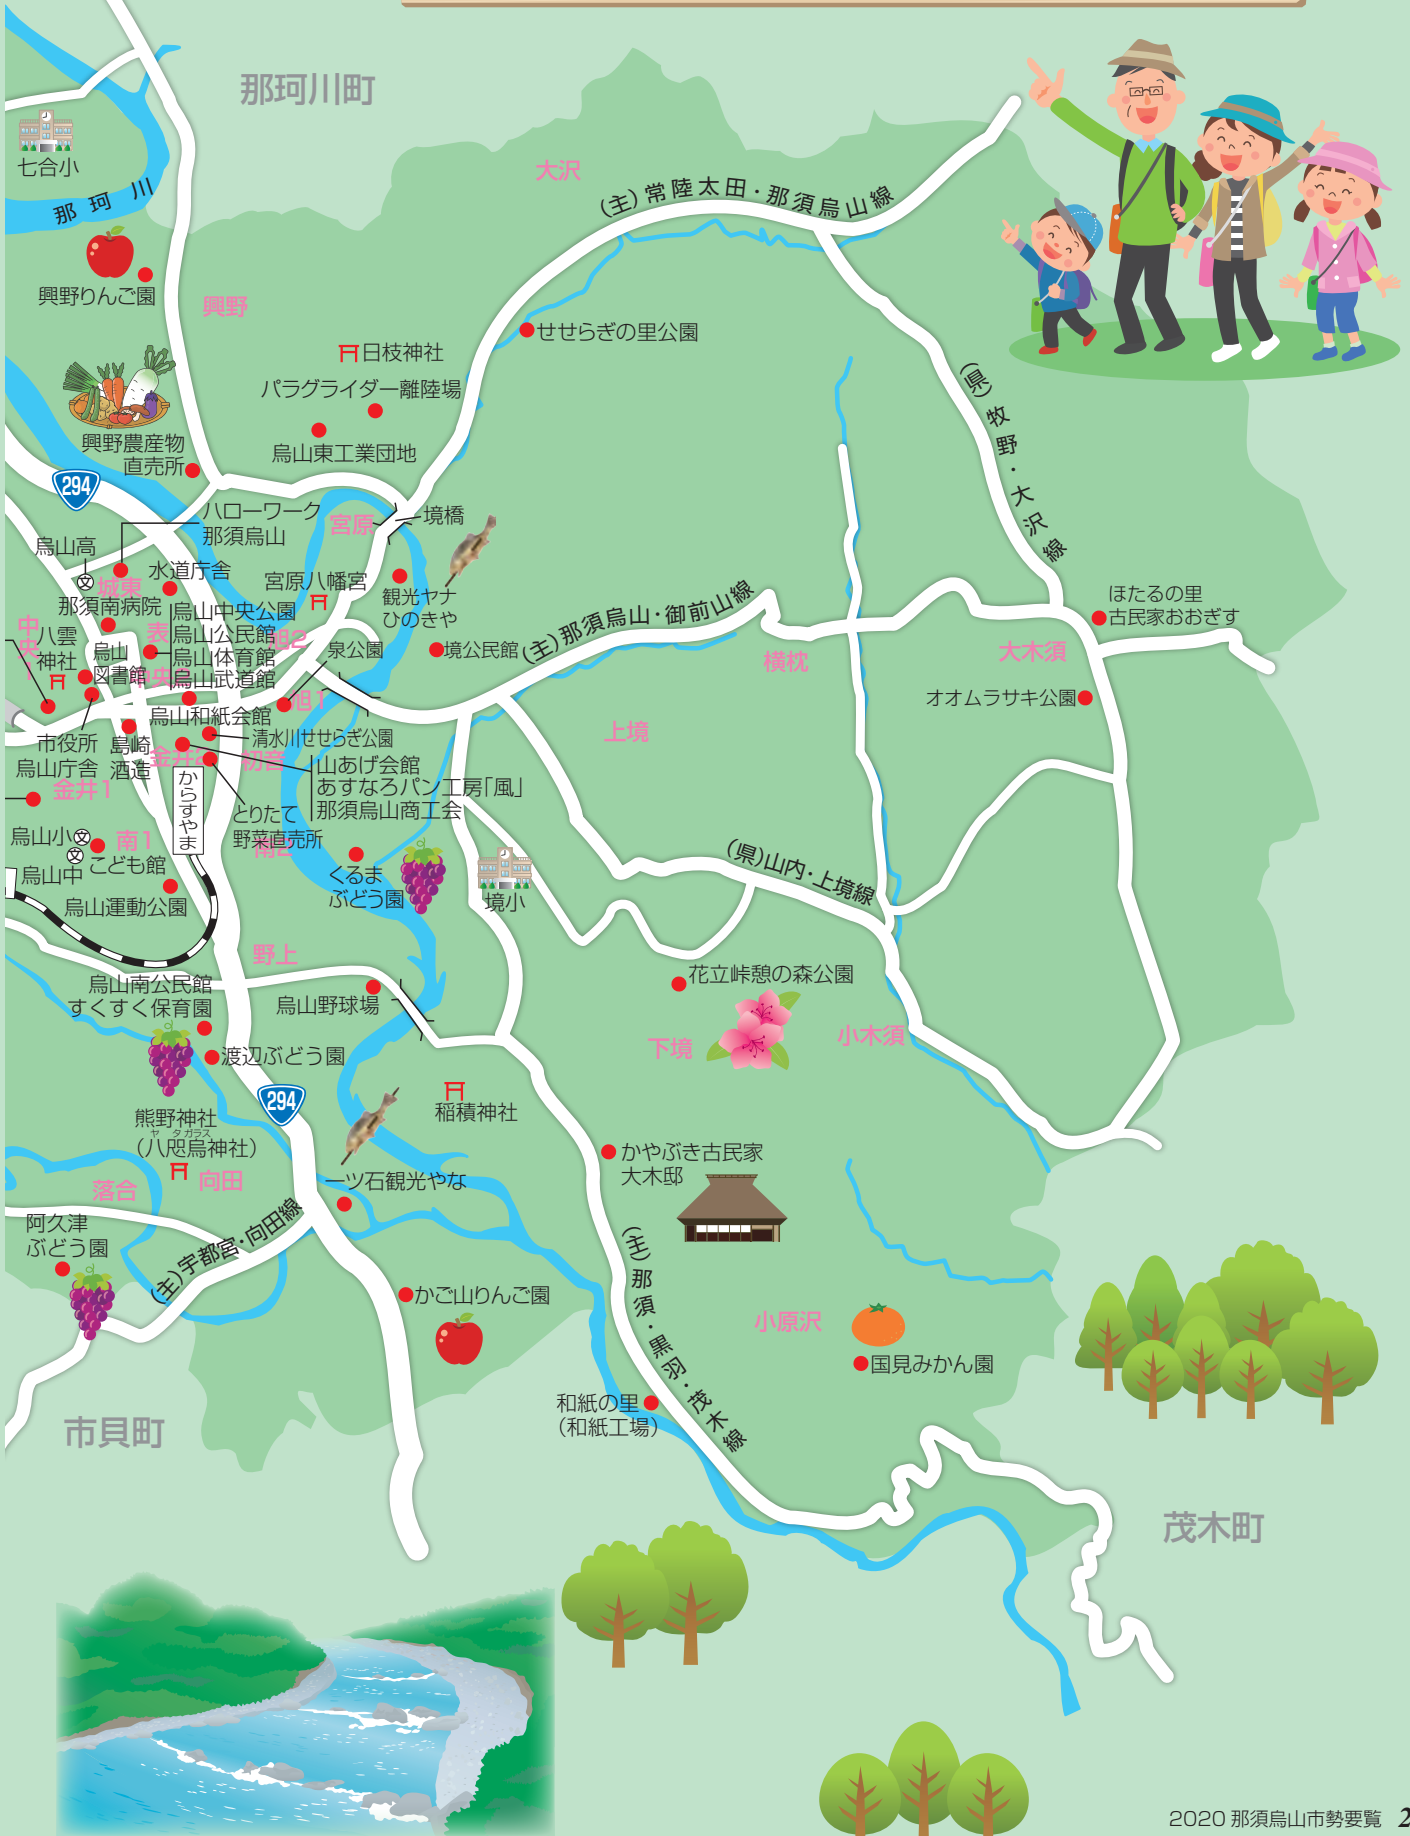 那珂川町
七合小
那珂川
興野りんご園
大沢
(主)常陸太田・那須烏山線
興野
せせらぎの里公園
日枝神社
パラグライダー離陸場
烏山東工業団地
興野農産物
直売所
294
(県)牧野・大沢線
ハローワーク
那須烏山
宮原
境橋
烏山高
城東
水道庁舎
宮原八幡宮
観光ヤナ
ひのきや
那須南病院
中央1
八雲
神社
表
烏山
図書館
烏山中央公園
烏山公民館
烏山体育館
烏山武道館
旭2
泉公園
境公民館
(主)那須烏山・御前山線
横枕
ほたるの里
古民家おおぎす
大木須
オオムラサキ公園
旭1
烏山和紙会館
上境
市役所
烏山庁舎
島崎
酒造
清水川せせらぎ公園
初音
山あげ会館
あすなろパン工房「風」
那須烏山商工会
金井1
からすやま
とりたて
野菜直売所
烏山小
文
南1
南2
烏山中
文
こども館
くるま
ぶどう園
境小
(県)山内・上境線
烏山運動公園
野上
烏山南公民館
すくすく保育園
烏山野球場
花立峠憩の森公園
下境
小木須
渡辺ぶどう園
294
熊野神社
ヤタガラス
(八咫烏神社)
稲積神社
かやぶき古民家
大木邸
落合
向田
一ツ石観光やな
阿久津
ぶどう園
(主)宇都宮・向田線
(主)那須・黒羽・茂木線
かご山りんご園
小原沢
国見みかん園
和紙の里
(和紙工場)
市貝町
茂木町
2020 那須烏山市勢要覧